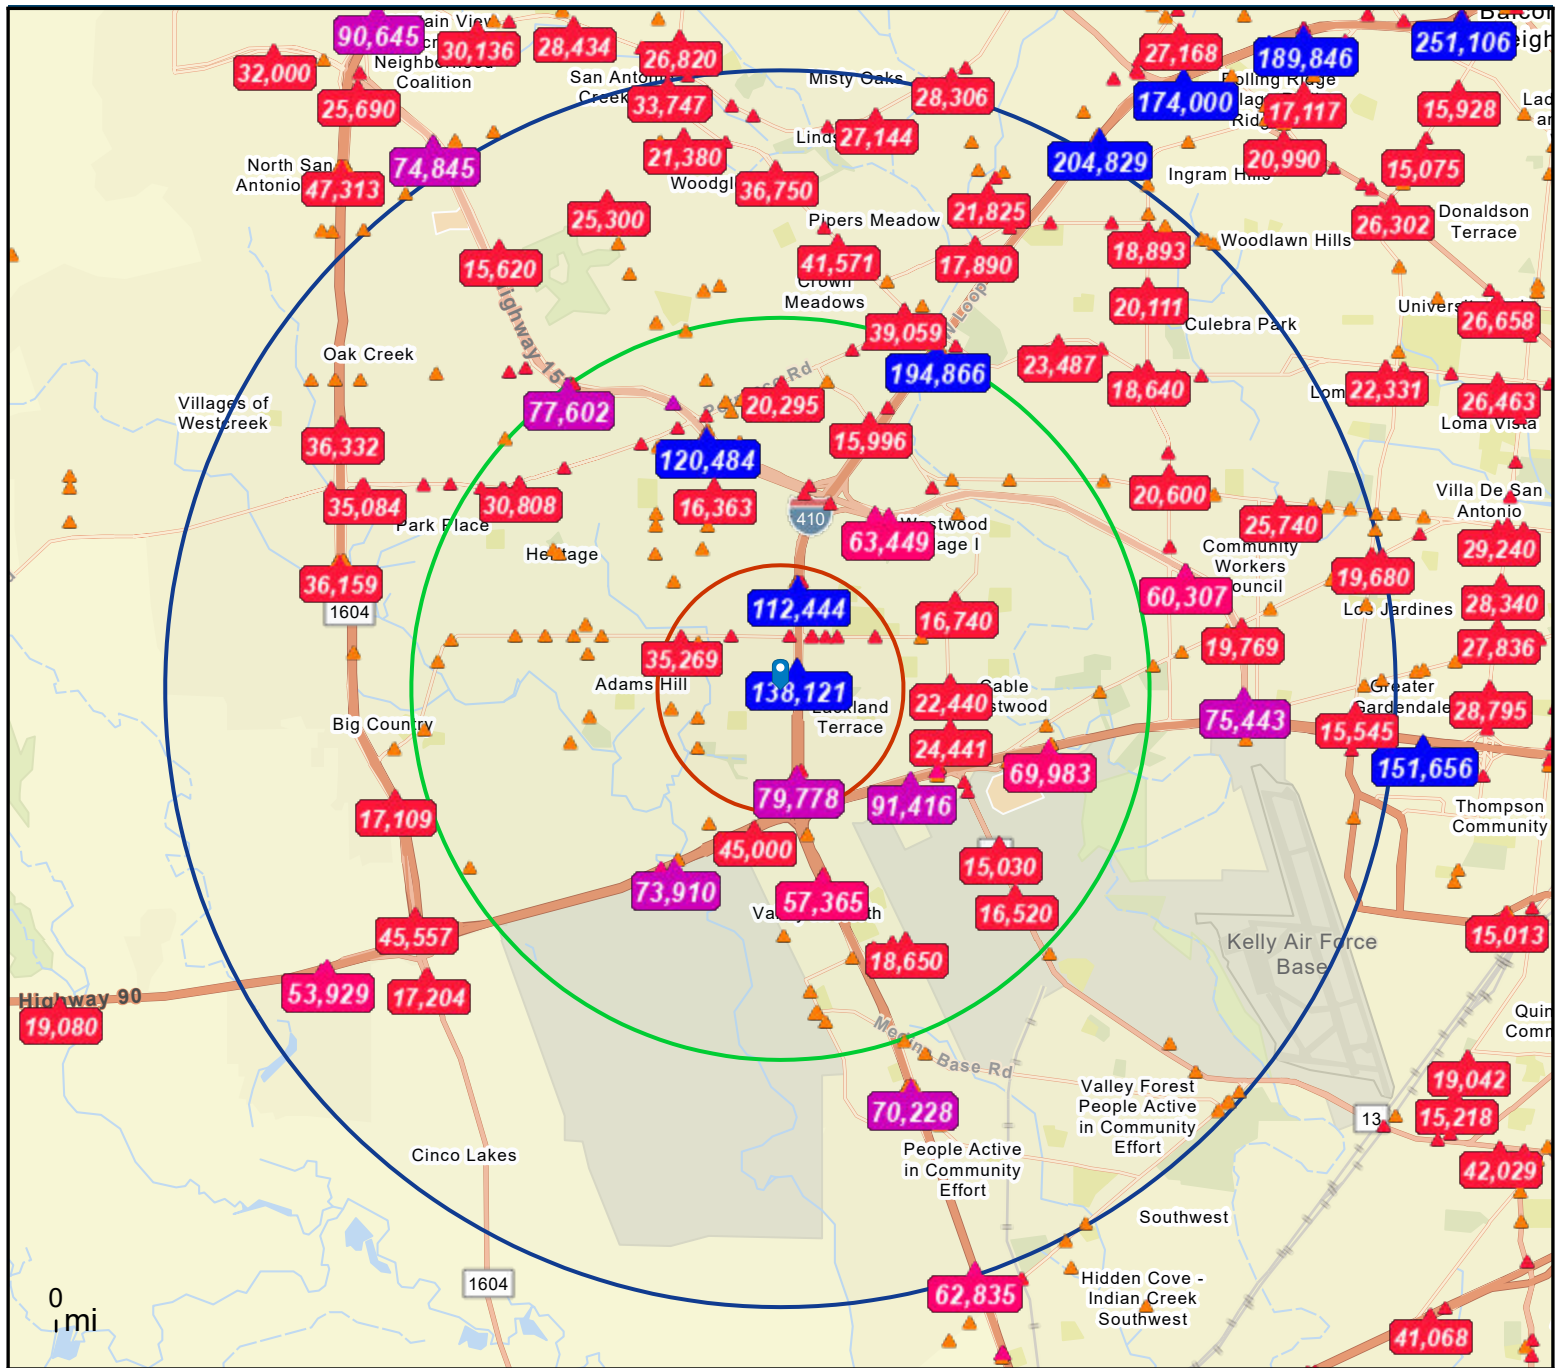 90,645
30,136
28,434
26,820
27,168
189,846
251,106
32,000
Neighborhood
Coalition
San Antonio
Creek
Misty Oaks
25,690
33,747
28,306
174,000
17,117
15,928
27,144
74,845
21,380
204,829
20,990
15,075
North San
Antonio
47,313
36,750
Ingram Hills
25,300
Pipers Meadow
21,825
26,302
Donaldson
Terrace
15,620
41,571
17,890
18,893
Woodlawn Hills
Crown
Meadows
20,111
26,658
39,059
Culebra Park
Oak Creek
Highway 15
194,866
23,487
18,640
22,331
26,463
Villages of
Westcreek
77,602
20,295
Loma Vista
36,332
120,484
15,996
35,084
30,808
16,363
20,600
Villa De San
Antonio
Park Place
410
25,740
Heritage
63,449
Westwood
29,240
Community
Workers
Council
36,159
60,307
19,680
1604
112,444
16,740
28,340
Los Jardines
35,269
19,769
27,836
Adams Hill
138,121
22,440
Cable
Greater
Gardendale
Big Country
Lackland
Terrace
75,443
28,795
15,545
24,441
69,983
151,656
79,778
91,416
17,109
Thompson
Community
45,000
15,030
73,910
57,365
16,520
45,557
18,650
Kelly Air Force
Base
15,013
53,929
17,204
Highway 90
19,080
Medina Base Rd
70,228
Valley Forest
People Active
in Community
Effort
19,042
13
15,218
Cinco Lakes
People Active
in Community
Effort
42,029
Southwest
1604
62,835
Hidden Cove -
Indian Creek
Southwest
0
mi
41,068